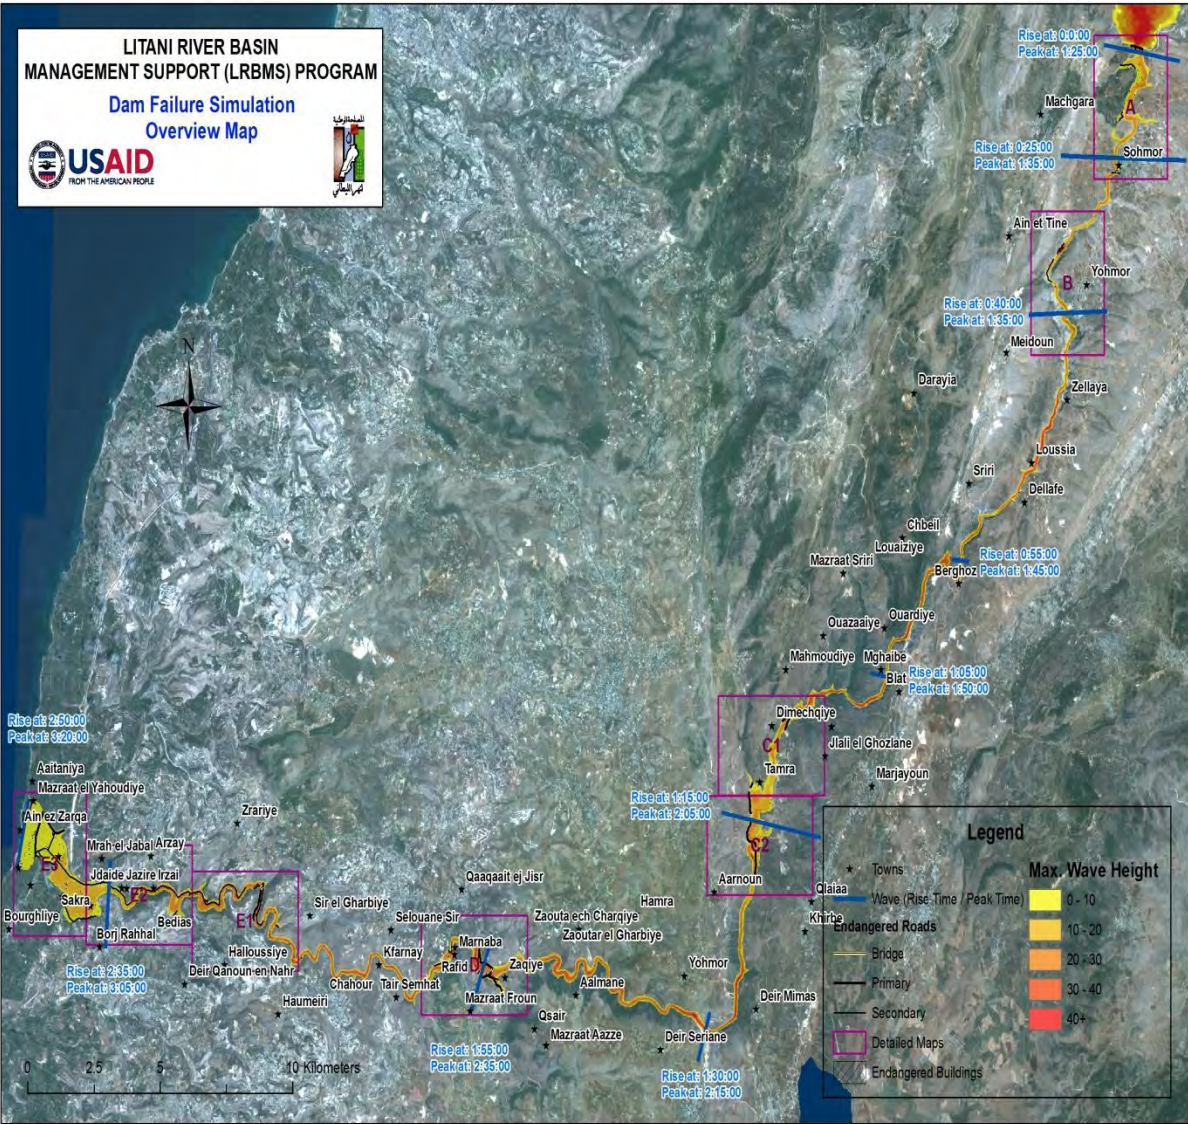 LITANI RIVER BASIN
MANAGEMENT SUPPORT (LRBMS) PROGRAM
Dam Failure Simulation
Overview Map
USAID
FROM THE AMERICAN PEOPLE
N
Rise at: 0:0:00
Peak at: 1:25:00
Machgara
A
Rise at: 0:25:00
Peak at: 1:35:00
Sohmor
Ain et Tine
Yohmor
B
Rise at: 0:40:00
Peak at: 1:35:00
Meidoun
Darayia
Zellaya
Loussia
Sriri
Dellafe
Chbeil
Louaiziye
Mazraat Sriri
Rise at: 0:55:00
Peak at: 1:45:00
Berghoz
Ouardiye
Ouazaaiye
Mahmoudiye
Mghaibe
Blat
Rise at: 1:05:00
Peak at: 1:50:00
Dimechqiye
C1
Jlali el Ghozlane
Tamra
Marjayoun
Rise at: 1:15:00
Peak at: 2:05:00
C2
Aarnoun
Qlaiaa
Khirbe
Rise at: 2:50:00
Peak at: 3:20:00
Aaitaniya
Mazraat el Yahoudiye
Ain ez Zarqa
Zrariye
Mrah el Jabal
Arzay
E3
Jdaide
Jazire
Irzai
E2
Sakra
Bourghliye
Bedias
E1
Borj Rahhal
Halloussiye
Deir Qanoun en Nahr
Rise at: 2:35:00
Peak at: 3:05:00
Haumeiri
Sir el Gharbiye
Qaaqaait ej Jisr
Selouane Sir
Kfarnay
Chahour
Tair Semhat
Marnaba
Rafid
D
Zaqiye
Mazraat Froun
Hamra
Zaouta ech Charqiye
Zaoutar el Gharbiye
Yohmor
Aalmane
Deir Mimas
Qsair
Mazraat Aazze
Deir Seriane
Rise at: 1:55:00
Peak at: 2:35:00
Rise at: 1:30:00
Peak at: 2:15:00
0 2.5 5 10 Kilometers
Legend
Towns
Wave (Rise Time / Peak Time)
Endangered Roads
Bridge
Primary
Secondary
Detailed Maps
Endangered Buildings
Max. Wave Height
0 - 10
10 - 20
20 - 30
30 - 40
40+